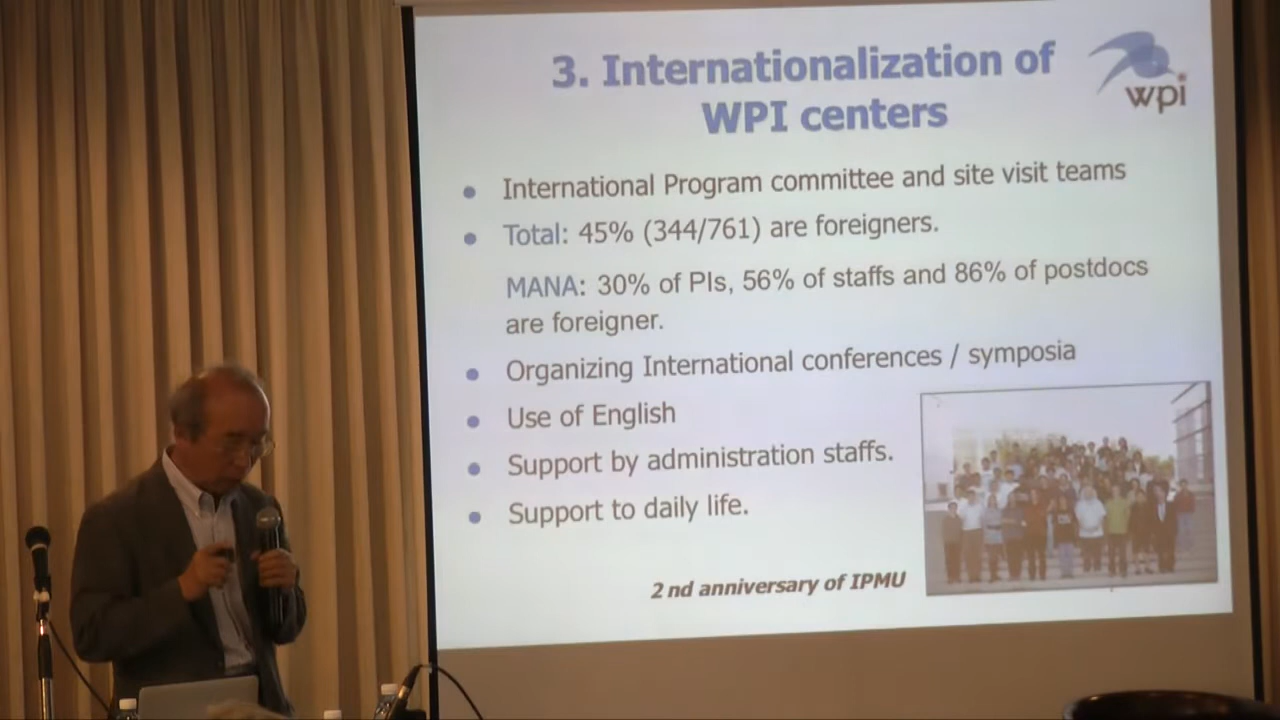 3. Internationalization of
WPI centers
wpi
• International Program committee and site visit teams
• Total: 45% (344/761) are foreigners.
MANA: 30% of PIs, 56% of staffs and 86% of postdocs
are foreigner.
• Organizing International conferences / symposia
• Use of English
• Support by administration staffs.
• Support to daily life.
2nd anniversary of IPMU